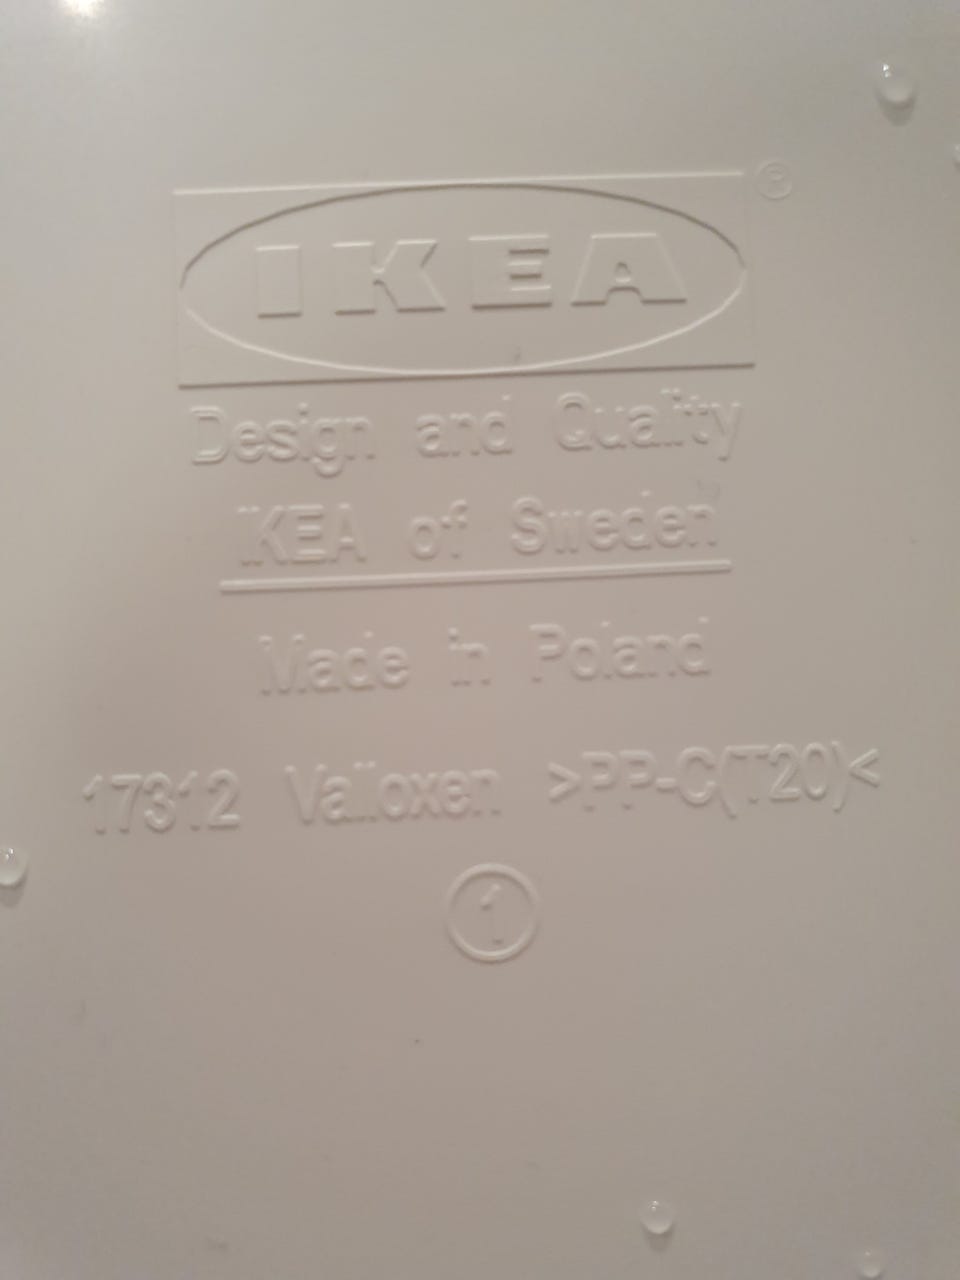 IKEA®
Design and Quality
IKEA of Sweden
Made in Poland
17312 Valloxen >PP-C(T20)<
1